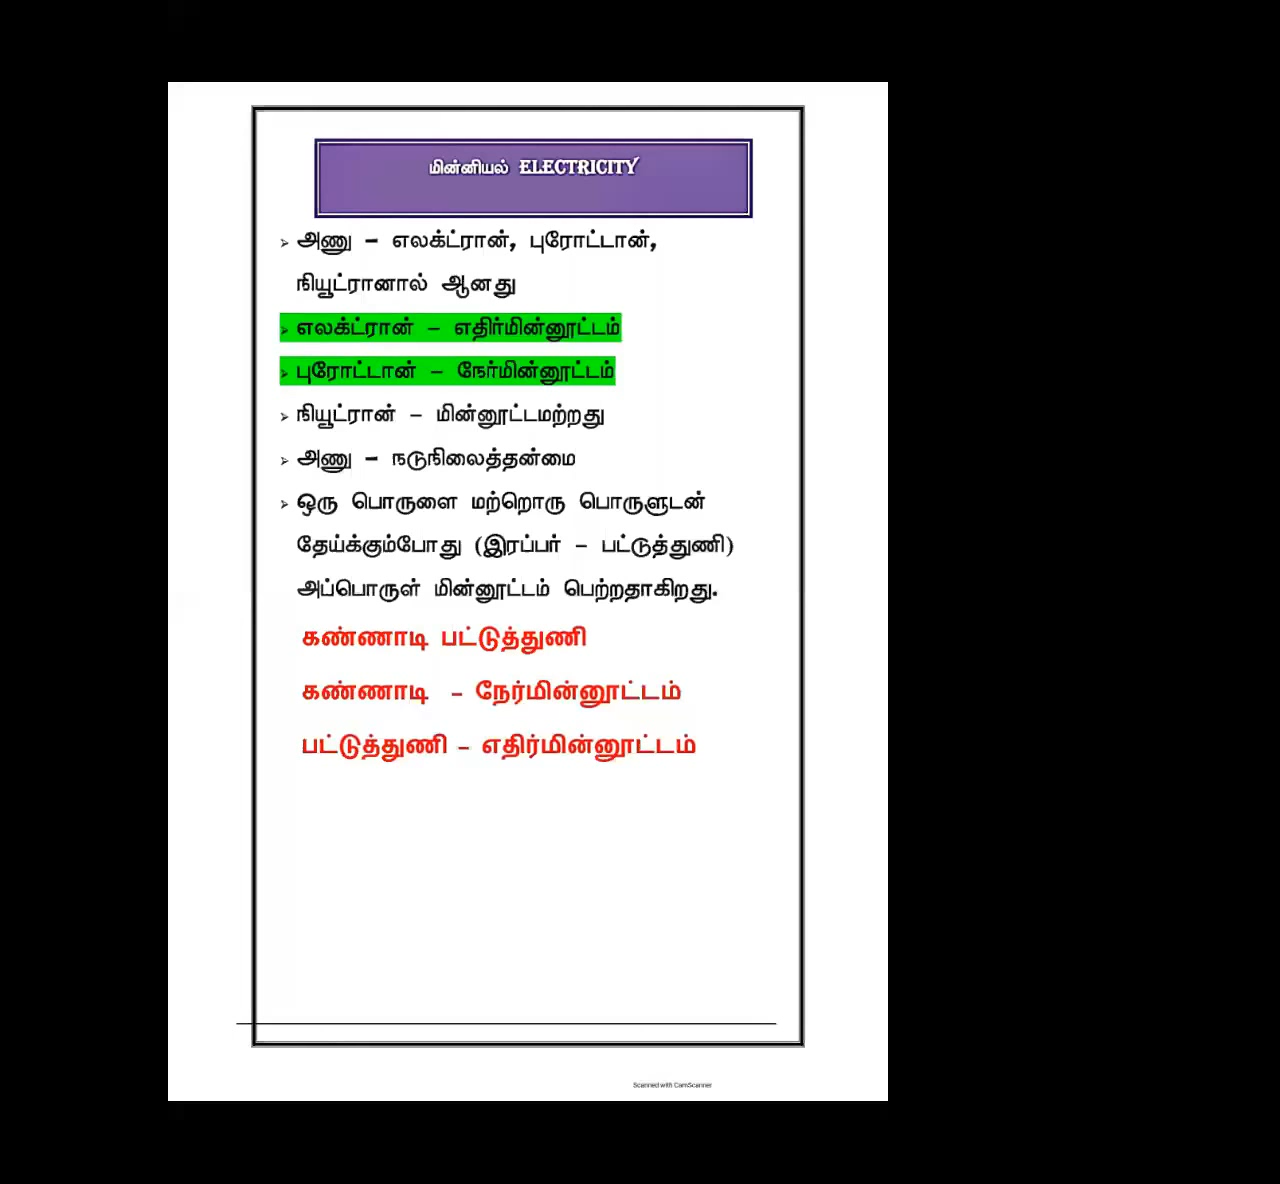 மின்னியல் ELECTRICITY
➢ அணு – எலக்ட்ரான், புரோட்டான்,
நியூட்ரானால் ஆனது
➢ எலக்ட்ரான் – எதிர்மின்னூட்டம்
➢ புரோட்டான் – நேர்மின்னூட்டம்
➢ நியூட்ரான் – மின்னூட்டமற்றது
➢ அணு – நடுநிலைத்தன்மை
➢ ஒரு பொருளை மற்றொரு பொருளுடன்
தேய்க்கும்போது (இரப்பர் – பட்டுத்துணி)
அப்பொருள் மின்னூட்டம் பெற்றதாகிறது.
கண்ணாடி பட்டுத்துணி
கண்ணாடி – நேர்மின்னூட்டம்
பட்டுத்துணி – எதிர்மின்னூட்டம்
Scanned with CamScanner